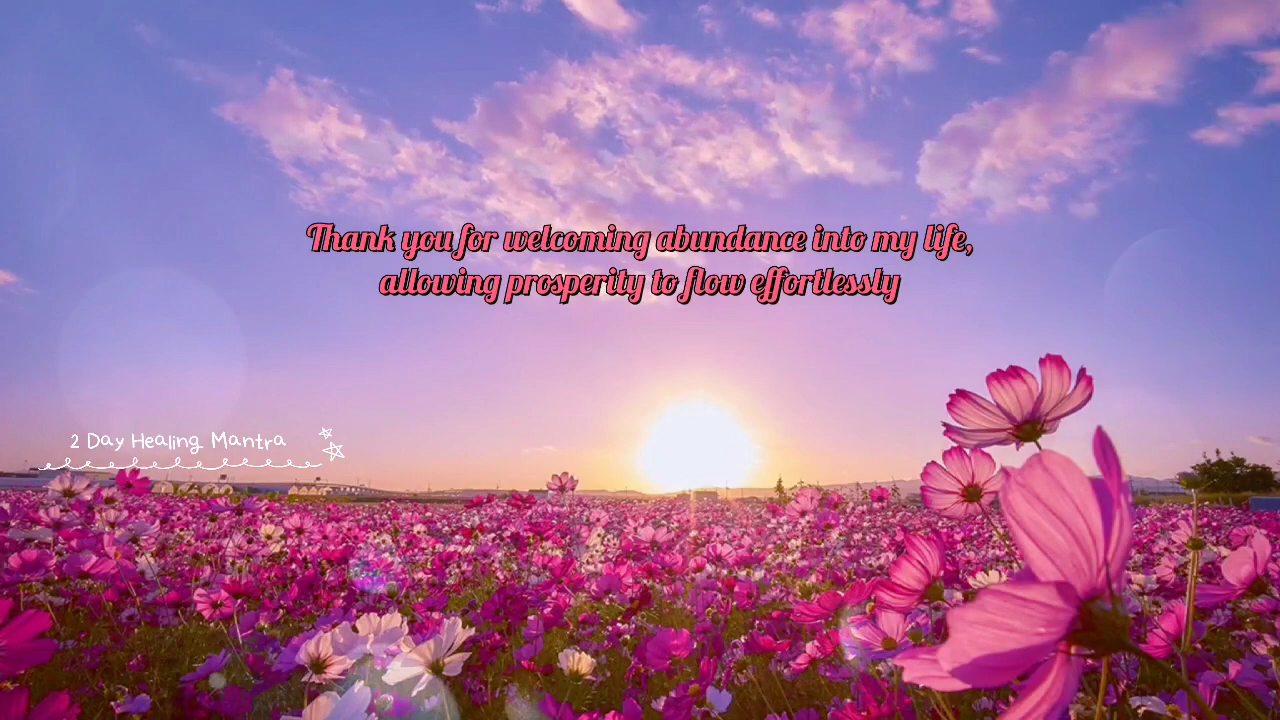 Thank you for welcoming abundance into my life,
allowing prosperity to flow effortlessly
2 Day Healing Mantra